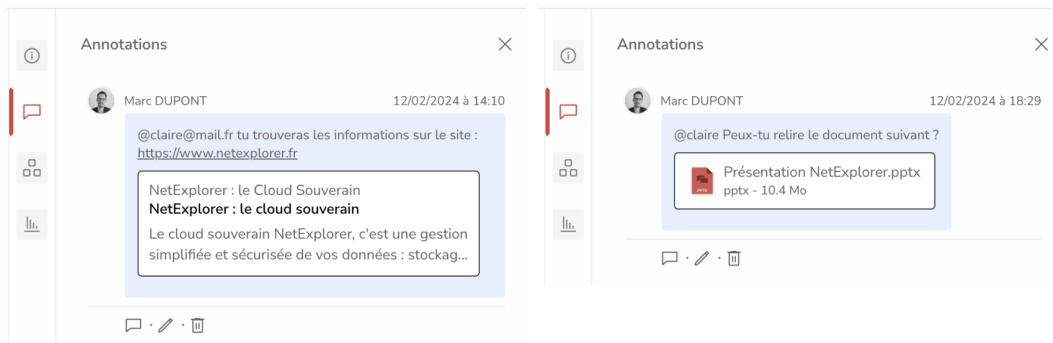 Annotations
Marc DUPONT
12/02/2024 à 14:10
@claire@mail.fr tu trouveras les informations sur le site :
https://www.netexplorer.fr
NetExplorer : le Cloud Souverain
NetExplorer : le cloud souverain
Le cloud souverain NetExplorer, c'est une gestion
simplifiée et sécurisée de vos données : stockag...
Annotations
Marc DUPONT
12/02/2024 à 18:29
@claire Peux-tu relire le document suivant ?
PPTX
Présentation NetExplorer.pptx
pptx - 10.4 Mo